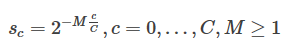 s_c = 2^{-M\frac{c}{C}}, c = 0, \ldots, C, M \geq 1